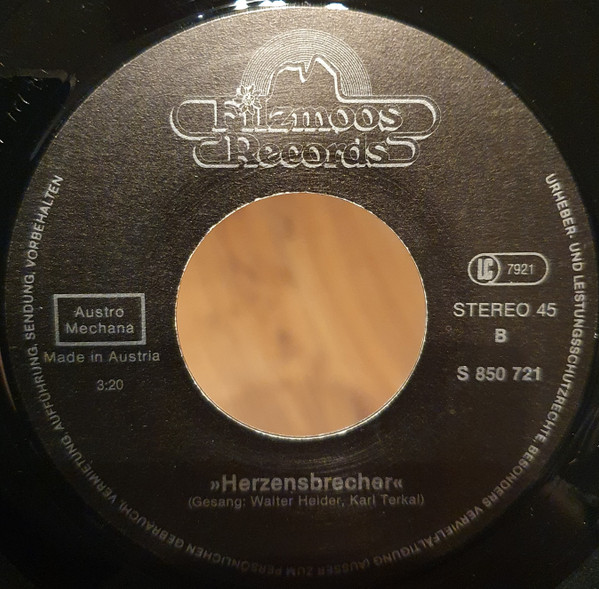 Filzmoos
Records
LC 7921
STEREO 45
B
S 850 721
Austro
Mechana
Made in Austria
3:20
»Herzensbrecher«
(Gesang: Walter Heider, Karl Terkal)
URHEBER- UND LEISTUNGSSCHUTZRECHTE, BESONDERS VERVIELFÄLTIGUNG (AUSSER ZUM PERSÖNLICHEN GEBRAUCH), VERMIETUNG, AUFFÜHRUNG, SENDUNG, VORBEHALTEN